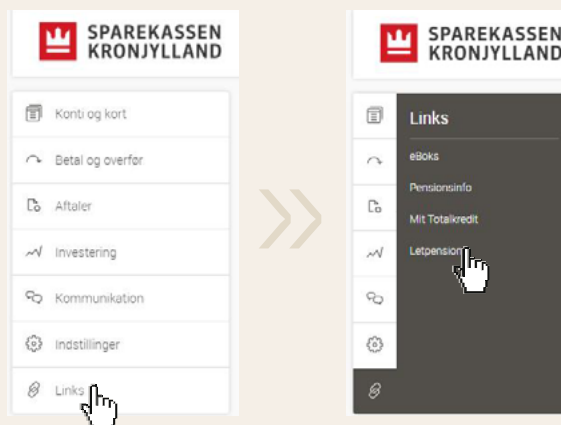 SPAREKASSEN
KRONJYLLAND
Konti og kort
Betal og overfør
Aftaler
Investering
Kommunikation
Indstillinger
Links
SPAREKASSEN
KRONJYLLAND
Links
eBoks
Pensionsinfo
Mit Totalkredit
Letpension